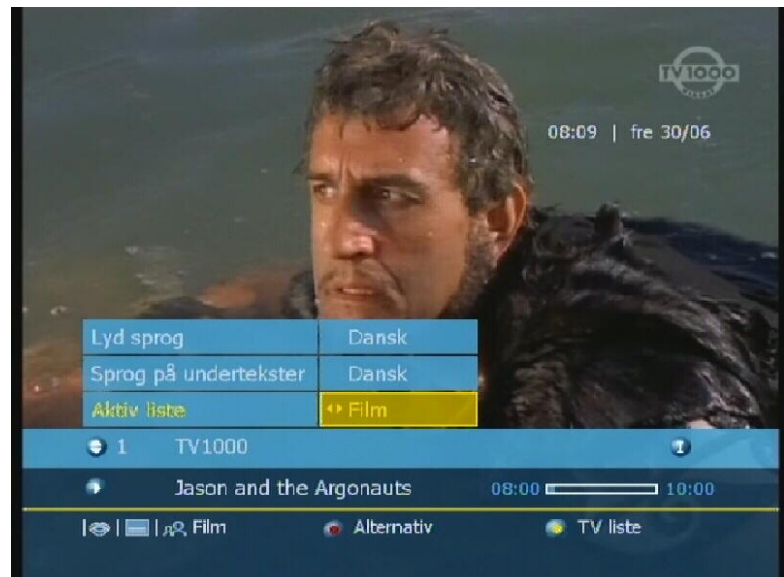 TV1000
VIASAT
08:09 | fre 30/06
Lyd sprog Dansk
Sprog på undertekster Dansk
Aktiv liste Film
1 TV1000
Jason and the Argonauts 08:00 10:00
Film Alternativ TV liste